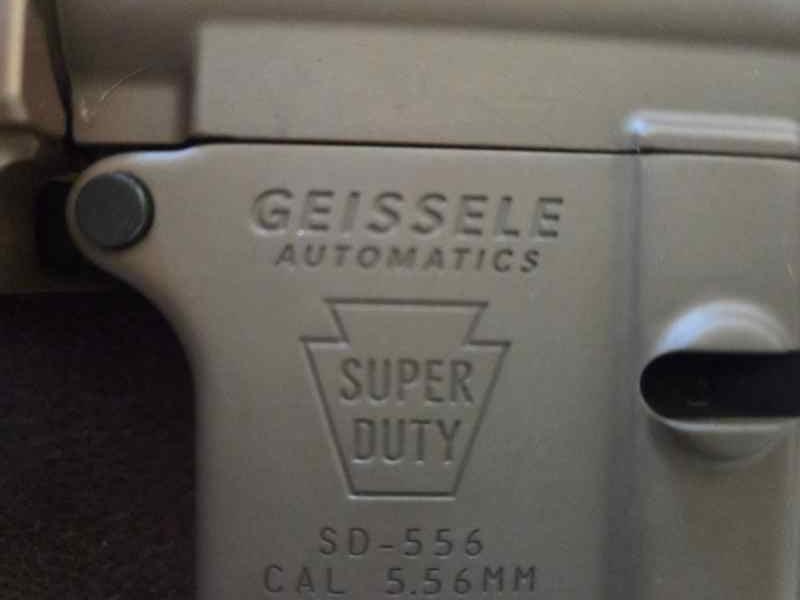 GEISSELE
AUTOMATICS
SUPER
DUTY
SD-556
CAL 5.56MM